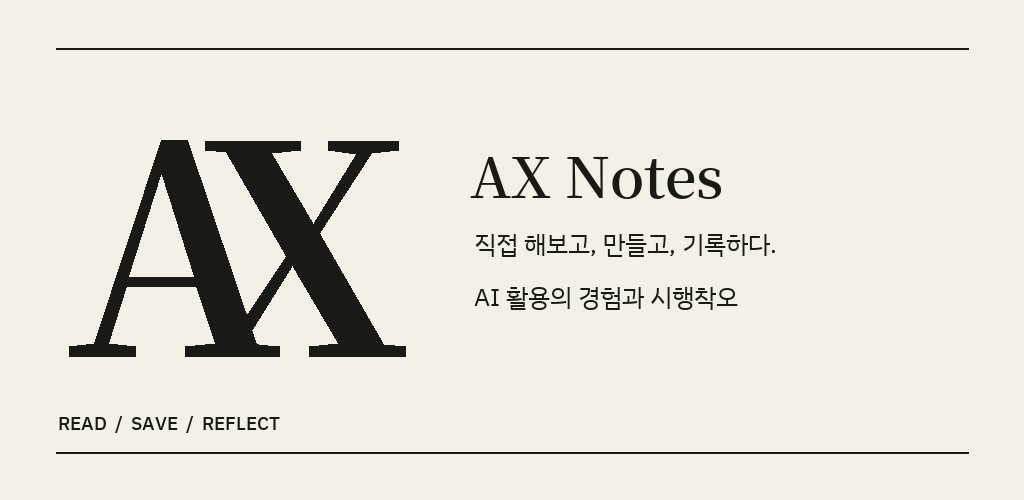 AX
AX Notes
직접 해보고, 만들고, 기록하다.
AI 활용의 경험과 시행착오
READ / SAVE / REFLECT